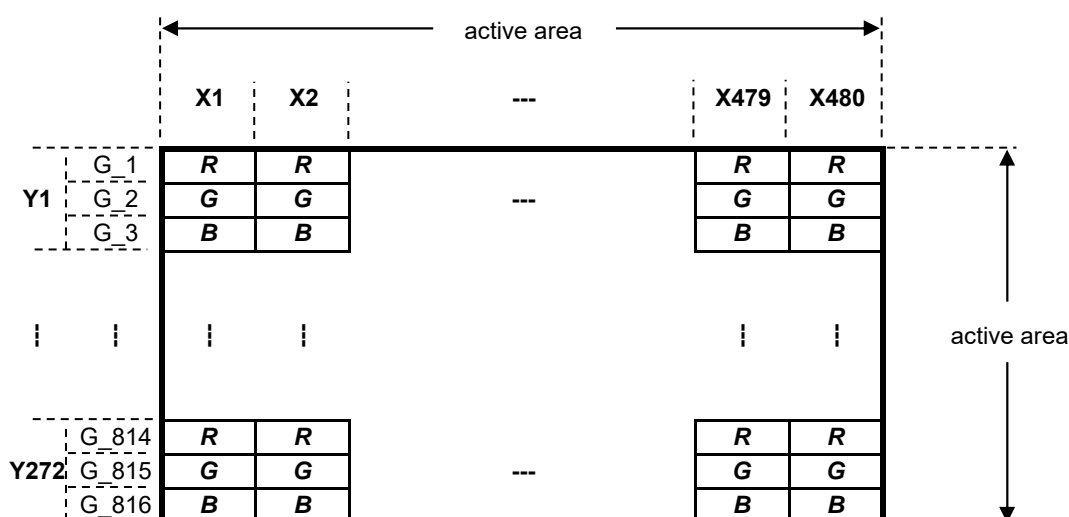 active area
X1 X2 --- X479 X480
G_1 R R R R
Y1 G_2 G G --- G G
G_3 B B B B
active area
G_814 R R R R
Y272 G_815 G G --- G G
G_816 B B B B